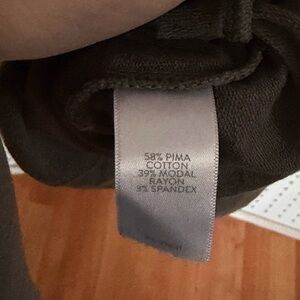 58% PIMA
COTTON
39% MODAL
RAYON
3% SPANDEX